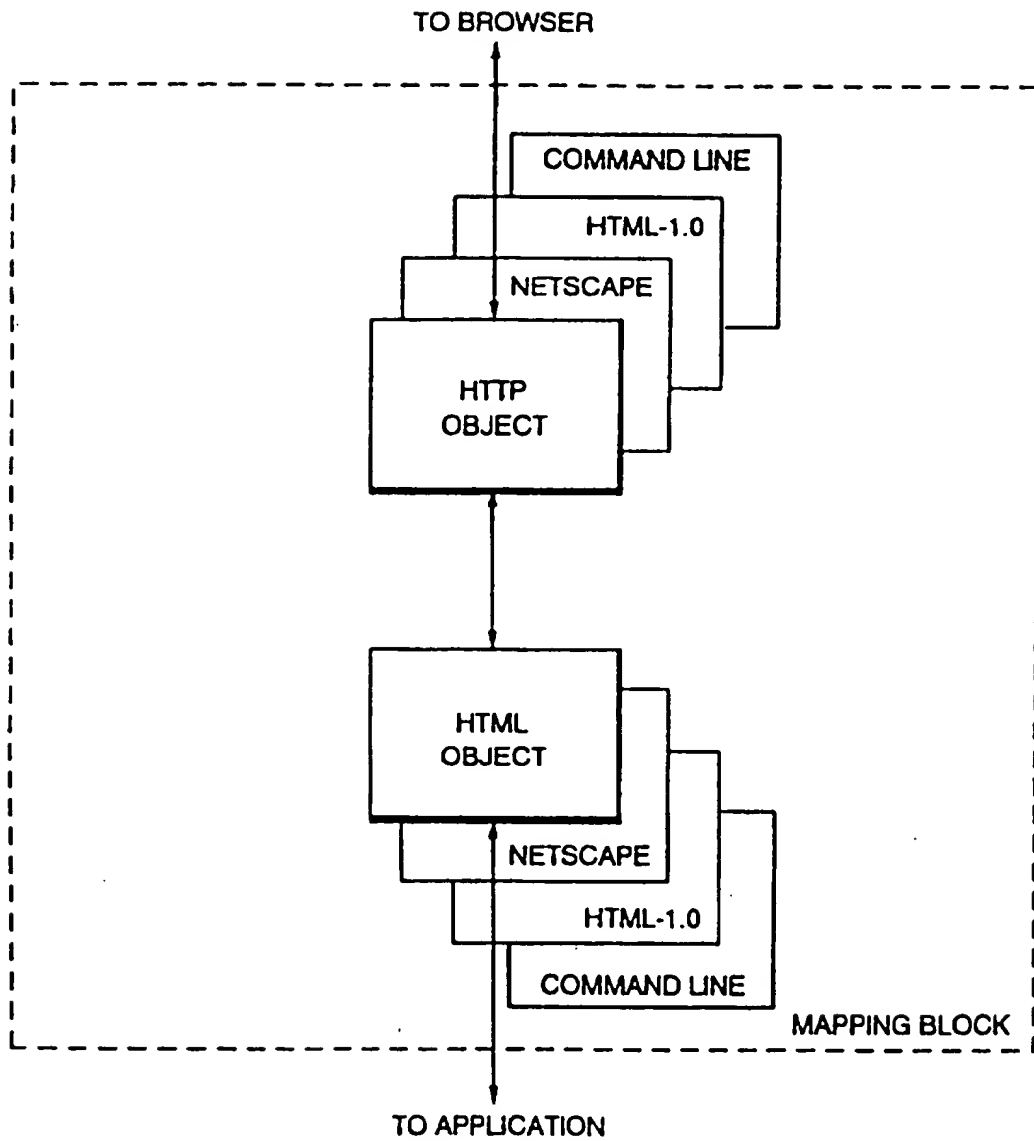 TO BROWSER
COMMAND LINE
HTML-1.0
NETSCAPE
HTTP
OBJECT
HTML
OBJECT
NETSCAPE
HTML-1.0
COMMAND LINE
MAPPING BLOCK
TO APPLICATION